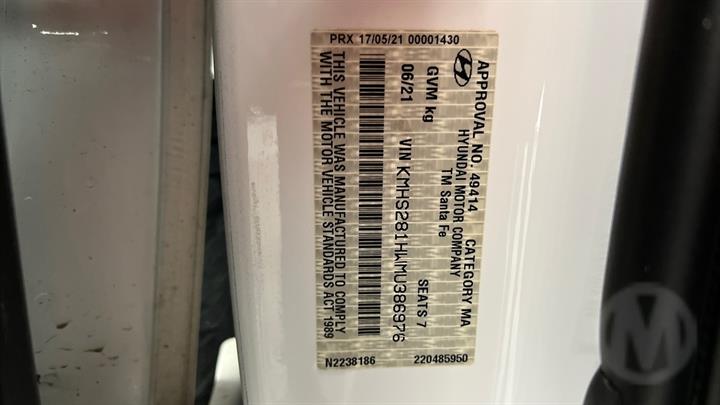 PRX 17/05/21 00001430
APPROVAL NO. 49414 CATEGORY MA
HYUNDAI MOTOR COMPANY
TM Santa Fe
GVM kg SEATS 7
06/21 VIN KMHS281HWMU386976
THIS VEHICLE WAS MANUFACTURED TO COMPLY
WITH THE MOTOR VEHICLE STANDARDS ACT 1989
N2238186 220485950
M